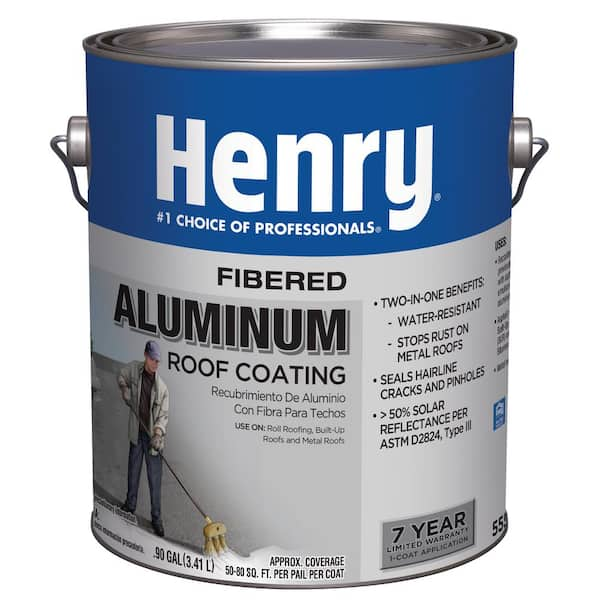 Henry®
#1 CHOICE OF PROFESSIONALS®
FIBERED
ALUMINUM
ROOF COATING
Recubrimiento De Aluminio
Con Fibra Para Techos
USE ON: Roll Roofing, Built-Up
Roofs and Metal Roofs
• TWO-IN-ONE BENEFITS:
- WATER-RESISTANT
- STOPS RUST ON
METAL ROOFS
• SEALS HAIRLINE
CRACKS AND PINHOLES
• > 50% SOLAR
REFLECTANCE PER
ASTM D2824, Type III
7 YEAR
LIMITED WARRANTY
1-COAT APPLICATION
.90 GAL (3.41 L)
APPROX. COVERAGE
50-80 SQ. FT. PER PAIL PER COAT
USES: